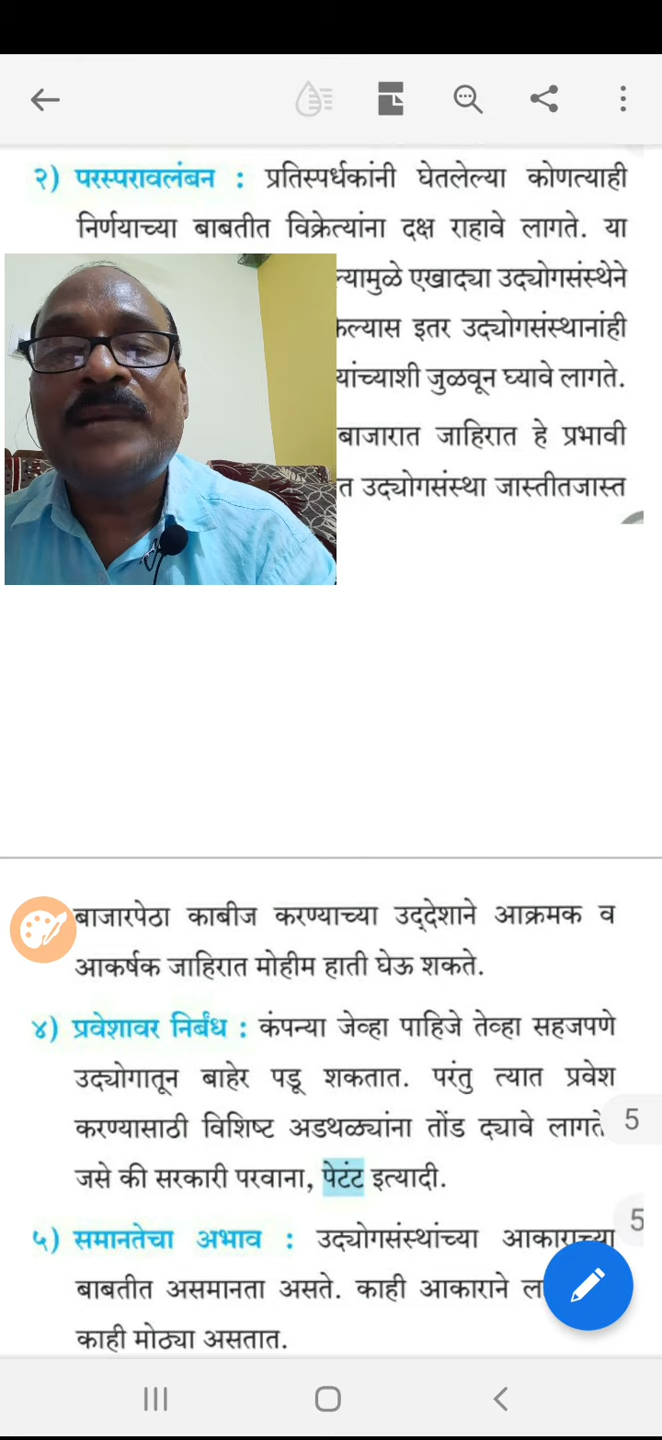 २) परस्परावलंबन : प्रतिस्पर्धकांनी घेतलेल्या कोणत्याही
निर्णयाच्या बाबतीत विक्रेत्यांना दक्ष राहावे लागते. या
एखाद्या उद्योगसंस्थेने
इतर उद्योगसंस्थानांही
जुळवून घ्यावे लागते.
बाजारात जाहिरात हे प्रभावी
त उद्योगसंस्था जास्तीतजास्त
बाजारपेठा काबीज करण्याच्या उद्देशाने आक्रमक व
आकर्षक जाहिरात मोहीम हाती घेऊ शकते.
४) प्रवेशावर निर्बंध : कंपन्या जेव्हा पाहिजे तेव्हा सहजपणे
उद्योगातून बाहेर पडू शकतात. परंतु त्यात प्रवेश
करण्यासाठी विशिष्ट अडथळ्यांना तोंड द्यावे लागते
5
जसे की सरकारी परवाना, पेटंट इत्यादी.
5
५) समानतेचा अभाव : उद्योगसंस्थांच्या आकाराच्या
बाबतीत असमानता असते. काही आकाराने
काही मोठ्या असतात.